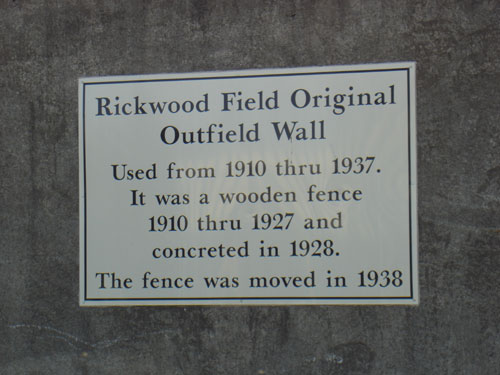 Rickwood Field Original
Outfield Wall
Used from 1910 thru 1937.
It was a wooden fence
1910 thru 1927 and
concreted in 1928.
The fence was moved in 1938